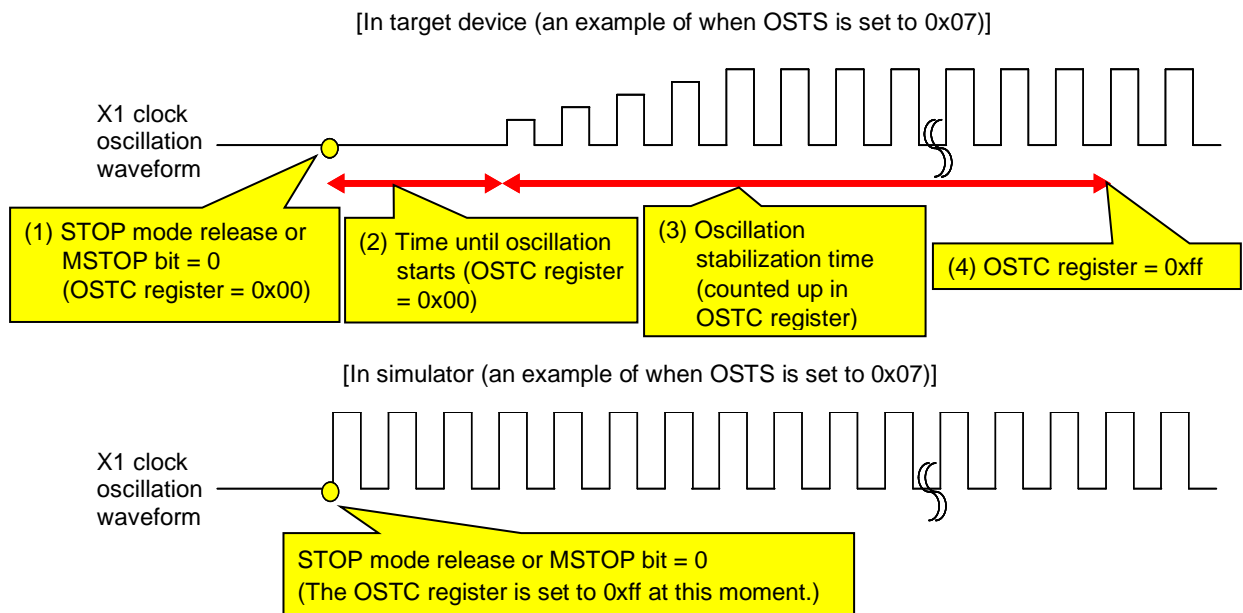 [In target device (an example of when OSTS is set to 0x07)]
X1 clock
oscillation
waveform
(1) STOP mode release or
MSTOP bit = 0
(OSTC register = 0x00)
(2) Time until oscillation
starts (OSTC register
= 0x00)
(3) Oscillation
stabilization time
(counted up in
OSTC register)
(4) OSTC register = 0xff
[In simulator (an example of when OSTS is set to 0x07)]
X1 clock
oscillation
waveform
STOP mode release or MSTOP bit = 0
(The OSTC register is set to 0xff at this moment.)